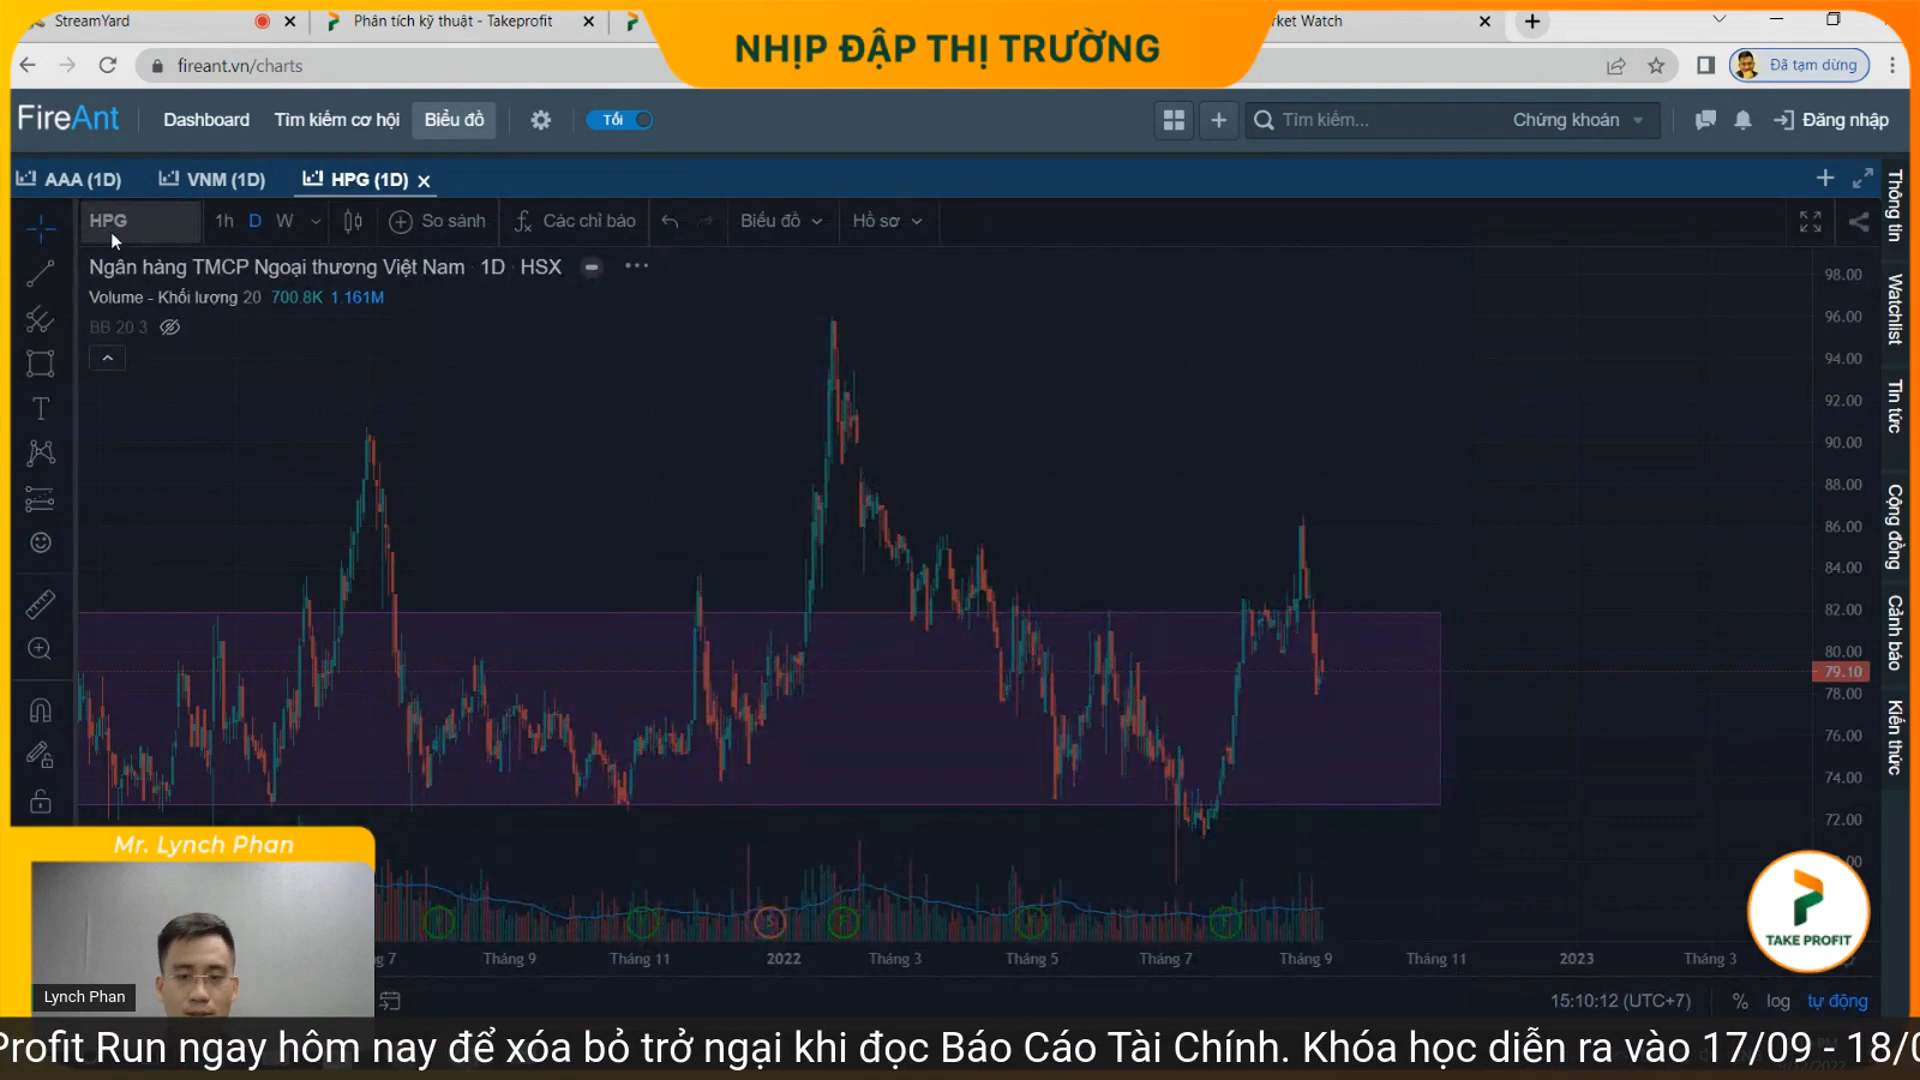 StreamYard
Phân tích kỹ thuật - Takeprofit
rket Watch
NHỊP ĐẬP THỊ TRƯỜNG
fireant.vn/charts
Đã tạm dừng
FireAnt
Dashboard
Tìm kiếm cơ hội
Biểu đồ
Tối
Tìm kiếm...
Chứng khoán
Đăng nhập
AAA (1D)
VNM (1D)
HPG (1D)
HPG
1h
D
W
So sánh
Các chỉ báo
Biểu đồ
Hồ sơ
Ngân hàng TMCP Ngoại thương Việt Nam 1D HSX
Volume - Khối lượng 20 700.8K 1.161M
BB 20 3
98.00
96.00
94.00
92.00
90.00
88.00
86.00
84.00
82.00
80.00
79.10
78.00
76.00
74.00
72.00
Thông tin
Watchlist
Tin tức
Cộng đồng
Cảnh báo
Kiến thức
Mr. Lynch Phan
Lynch Phan
S
g 7
Tháng 9
Tháng 11
2022
Tháng 3
Tháng 5
Tháng 7
Tháng 9
Tháng 11
2023
Tháng 3
TAKE PROFIT
15:10:12 (UTC+7)
%
log
tự động
Profit Run ngay hôm nay để xóa bỏ trở ngại khi đọc Báo Cáo Tài Chính. Khóa học diễn ra vào 17/09 - 18/0